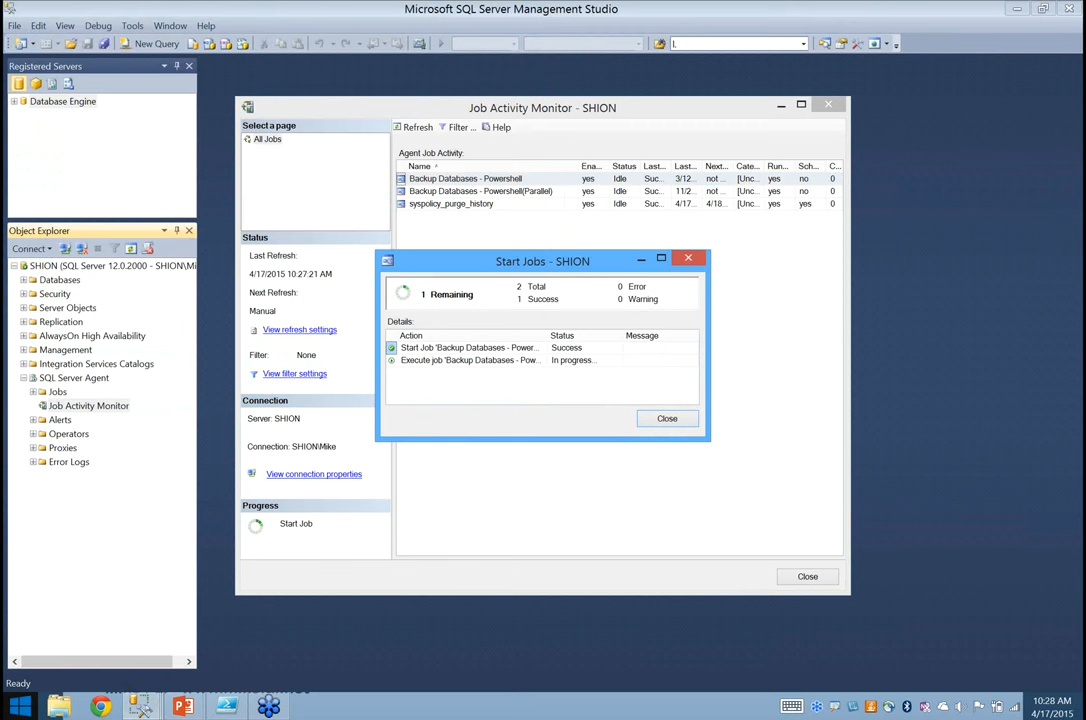 Microsoft SQL Server Management Studio
File Edit View Debug Tools Window Help
New Query
Registered Servers
Database Engine
Object Explorer
Connect
SHION (SQL Server 12.0.2000 - SHION\Mi
Databases
Security
Server Objects
Replication
AlwaysOn High Availability
Management
Integration Services Catalogs
SQL Server Agent
Jobs
Job Activity Monitor
Alerts
Operators
Proxies
Error Logs
Job Activity Monitor - SHION
Select a page
All Jobs
Status
Last Refresh:
4/17/2015 10:27:21 AM
Next Refresh:
Manual
View refresh settings
Filter: None
View filter settings
Connection
Server: SHION
Connection: SHION\Mike
View connection properties
Progress
Start Job
Refresh Filter ... Help
Agent Job Activity:
Name Ena... Status Last... Last... Next... Cate... Run... Sch... C...
Backup Databases - Powershell yes Idle Suc... 3/12... not ... [Unc... yes no 0
Backup Databases - Powershell(Parallel) yes Idle Suc... 11/2... not ... [Unc... yes no 0
syspolicy_purge_history yes Idle Suc... 4/17... 4/18... [Unc... yes yes 0
Start Jobs - SHION
1 Remaining
2 Total 0 Error
1 Success 0 Warning
Details:
Action Status Message
Start Job 'Backup Databases - Power... Success
Execute job 'Backup Databases - Pow... In progress...
Close
Close
Ready
10:28 AM
4/17/2015